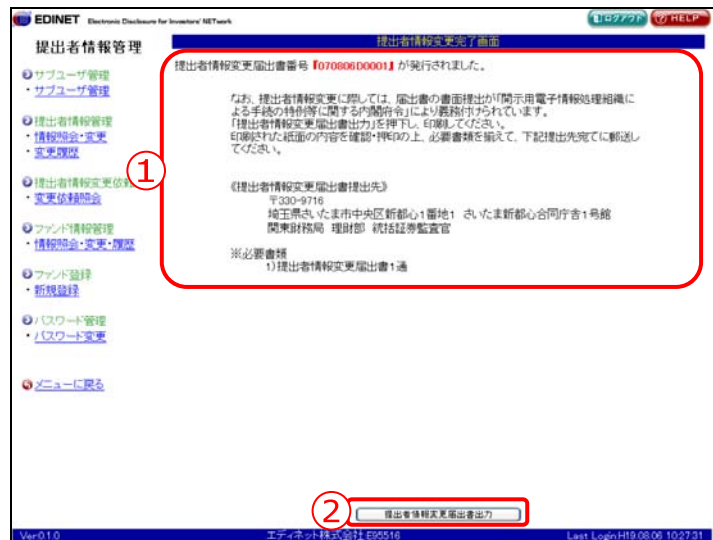 EDINET Electronic Disclosure for Investors' NETwork
ログアウト
HELP
提出者情報管理
提出者情報変更完了画面
サブユーザ管理
・サブユーザ管理
提出者情報管理
・情報照会・変更
・変更履歴
提出者情報変更依頼
・変更依頼照会
ファンド情報管理
・情報照会・変更・履歴
ファンド登録
・新規登録
パスワード管理
・パスワード変更
メニューに戻る
①
提出者情報変更届出書番号『070806D0001』が発行されました。
なお、提出者情報変更に際しては、届出書の書面提出が「開示用電子情報処理組織に
よる手続の特例等に関する内閣府令」により義務付けられています。
「提出者情報変更届出書出力」を押下し、印刷してください。
印刷された紙面の内容を確認・押印の上、必要書類を揃えて、下記提出先宛てに郵送し
てください。
《提出者情報変更届出書提出先》
〒330-9716
埼玉県さいたま市中央区新都心1番地1 さいたま新都心合同庁舎1号館
関東財務局 理財部 統括証券監査官
※必要書類
1)提出者情報変更届出書1通
②
提出者情報変更届出書出力
Ver0.1.0
エディネット株式会社:E95516
Last Login:H19.08.06 10:27:31